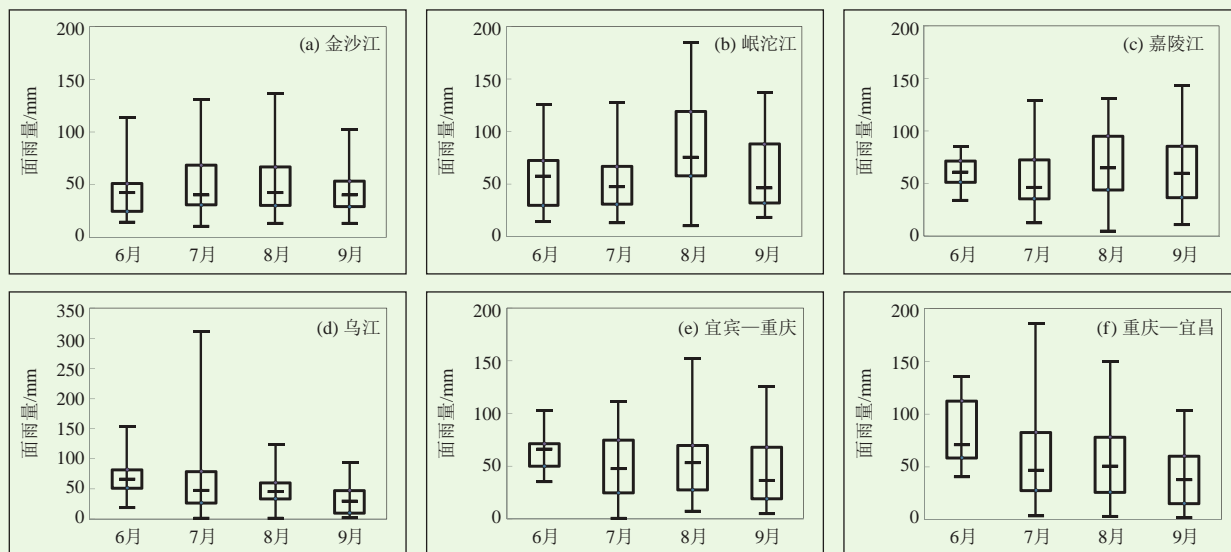 (a) 金沙江
面雨量/mm
200
150
100
50
0
6月 7月 8月 9月
(b) 岷沱江
面雨量/mm
200
150
100
50
0
6月 7月 8月 9月
(c) 嘉陵江
面雨量/mm
200
150
100
50
0
6月 7月 8月 9月
(d) 乌江
面雨量/mm
350
300
250
200
150
100
50
0
6月 7月 8月 9月
(e) 宜宾—重庆
面雨量/mm
200
150
100
50
0
6月 7月 8月 9月
(f) 重庆—宜昌
面雨量/mm
200
150
100
50
0
6月 7月 8月 9月